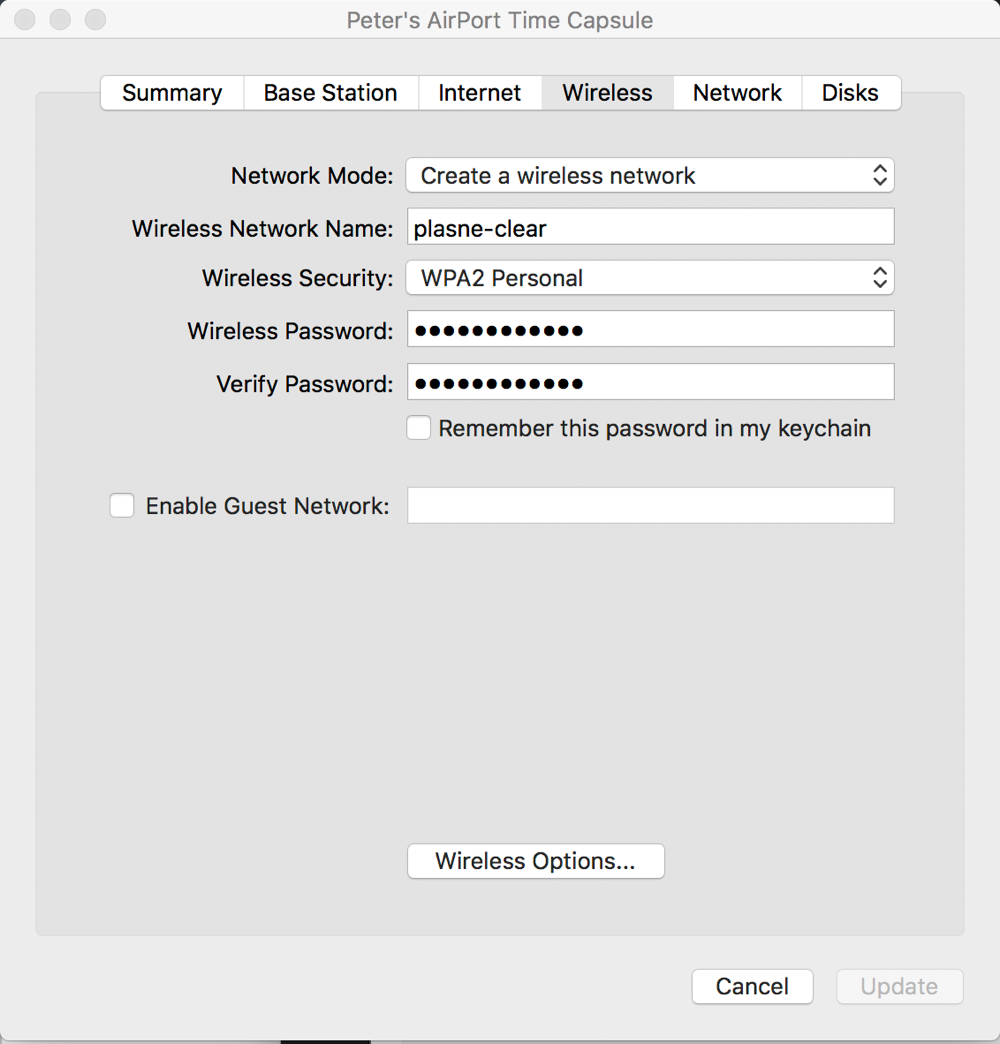 Peter's AirPort Time Capsule
Summary Base Station Internet Wireless Network Disks
Network Mode: Create a wireless network
Wireless Network Name: plasne-clear
Wireless Security: WPA2 Personal
Wireless Password: ●●●●●●●●●●●●
Verify Password: ●●●●●●●●●●●●
Remember this password in my keychain
Enable Guest Network:
Wireless Options...
Cancel Update